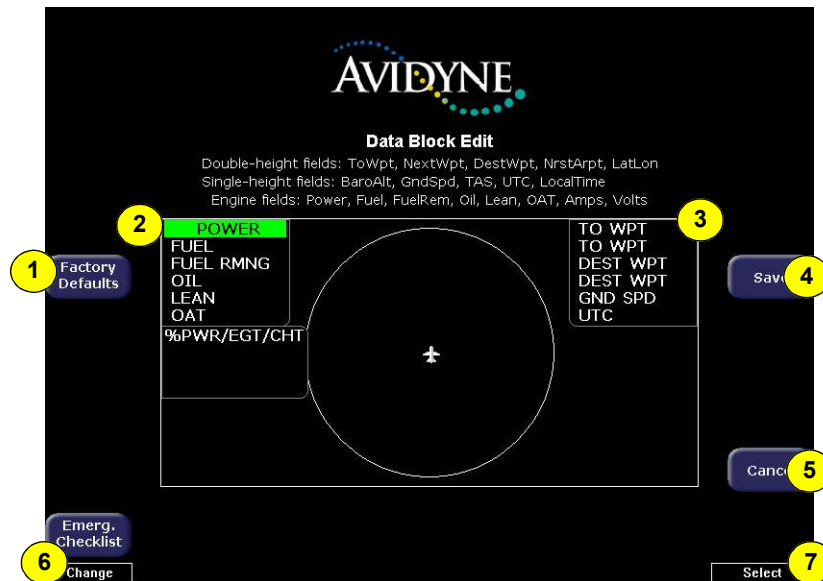 AVIDYNE
Data Block Edit
Double-height fields: ToWpt, NextWpt, DestWpt, NrstArpt, LatLon
Single-height fields: BaroAlt, GndSpd, TAS, UTC, LocalTime
Engine fields: Power, Fuel, FuelRem, Oil, Lean, OAT, Amps, Volts
2
POWER
FUEL
FUEL RMNG
OIL
LEAN
OAT
%PWR/EGT/CHT
3
TO WPT
TO WPT
DEST WPT
DEST WPT
GND SPD
UTC
1
Factory
Defaults
Save
4
Cance
5
Emerg.
Checklist
6
Change
Select
7